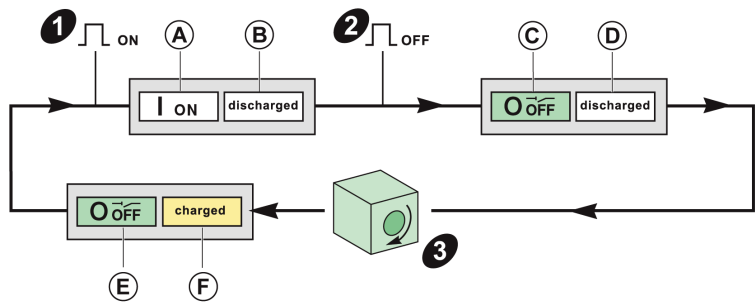 1 ON A B 2 OFF C D
I ON discharged O OFF discharged
O OFF charged
3
E F